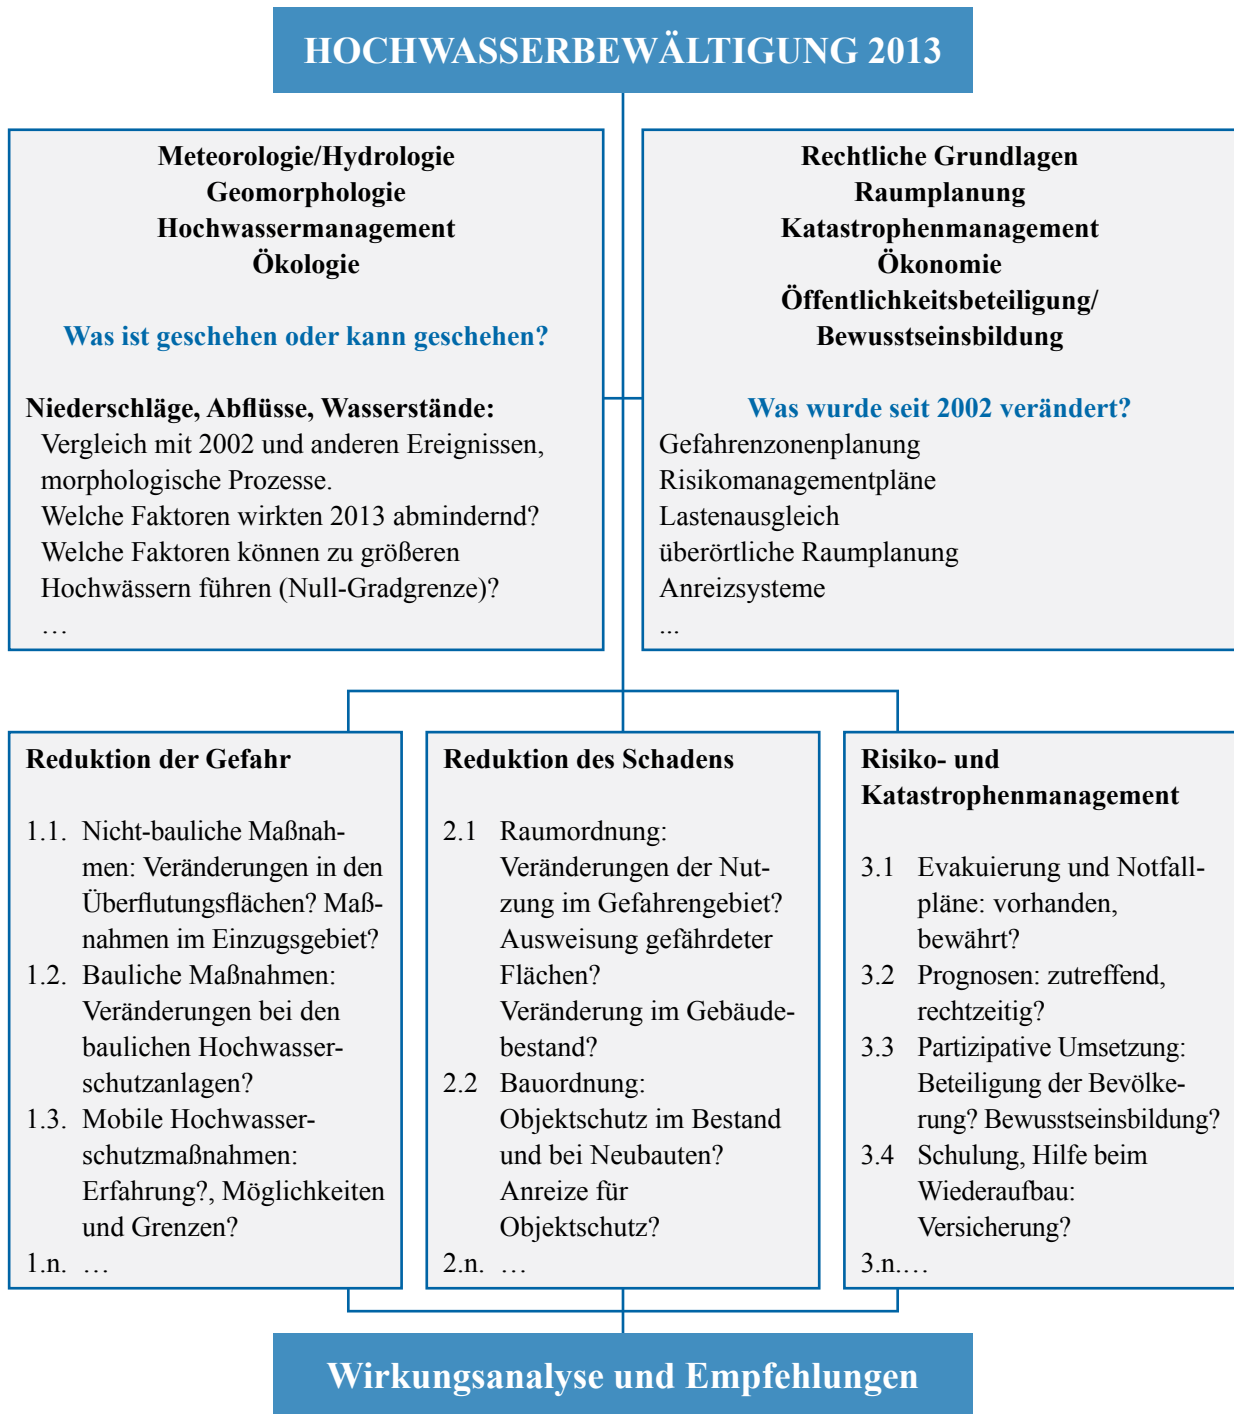 HOCHWASSERBEWÄLTIGUNG 2013
Meteorologie/Hydrologie
Geomorphologie
Hochwassermanagement
Ökologie
Was ist geschehen oder kann geschehen?
Niederschläge, Abflüsse, Wasserstände:
Vergleich mit 2002 und anderen Ereignissen,
morphologische Prozesse.
Welche Faktoren wirkten 2013 abmindernd?
Welche Faktoren können zu größeren
Hochwässern führen (Null-Gradgrenze)?
…
Rechtliche Grundlagen
Raumplanung
Katastrophenmanagement
Ökonomie
Öffentlichkeitsbeteiligung/
Bewusstseinsbildung
Was wurde seit 2002 verändert?
Gefahrenzonenplanung
Risikomanagementpläne
Lastenausgleich
überörtliche Raumplanung
Anreizsysteme
...
Reduktion der Gefahr
1.1. Nicht-bauliche Maßnah-
men: Veränderungen in den
Überflutungsflächen? Maß-
nahmen im Einzugsgebiet?
1.2. Bauliche Maßnahmen:
Veränderungen bei den
baulichen Hochwasser-
schutzanlagen?
1.3. Mobile Hochwasser-
schutzmaßnahmen:
Erfahrung?, Möglichkeiten
und Grenzen?
1.n. …
Reduktion des Schadens
2.1 Raumordnung:
Veränderungen der Nut-
zung im Gefahrengebiet?
Ausweisung gefährdeter
Flächen?
Veränderung im Gebäude-
bestand?
2.2 Bauordnung:
Objektschutz im Bestand
und bei Neubauten?
Anreize für
Objektschutz?
2.n. …
Risiko- und
Katastrophenmanagement
3.1 Evakuierung und Notfall-
pläne: vorhanden,
bewährt?
3.2 Prognosen: zutreffend,
rechtzeitig?
3.3 Partizipative Umsetzung:
Beteiligung der Bevölke-
rung? Bewusstseinsbildung?
3.4 Schulung, Hilfe beim
Wiederaufbau:
Versicherung?
3.n.…
Wirkungsanalyse und Empfehlungen